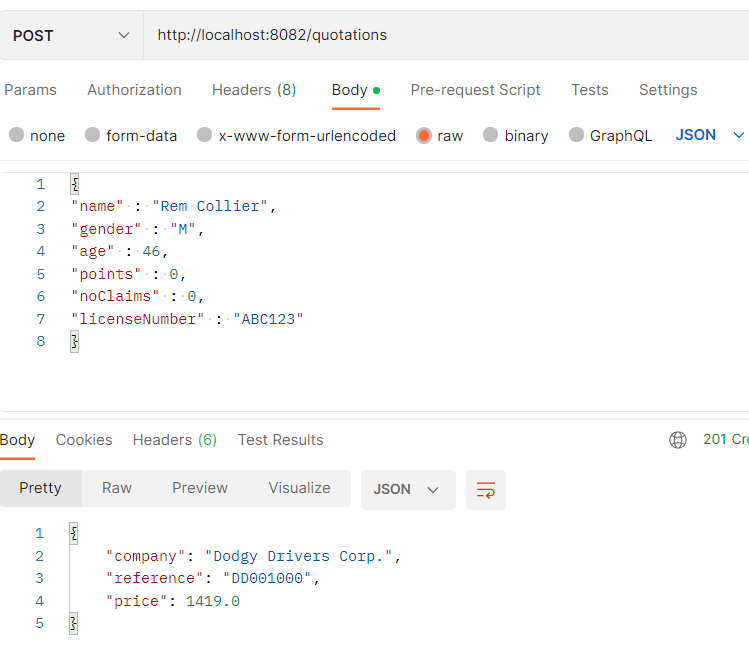 POST http://localhost:8082/quotations
Params Authorization Headers (8) Body Pre-request Script Tests Settings
none form-data x-www-form-urlencoded raw binary GraphQL JSON
1 {
2 "name" : "Rem Collier",
3 "gender" : "M",
4 "age" : 46,
5 "points" : 0,
6 "noClaims" : 0,
7 "licenseNumber" : "ABC123"
8 }
Body Cookies Headers (6) Test Results 201 Cre
Pretty Raw Preview Visualize JSON
1 {
2 "company": "Dodgy Drivers Corp.",
3 "reference": "DD001000",
4 "price": 1419.0
5 }